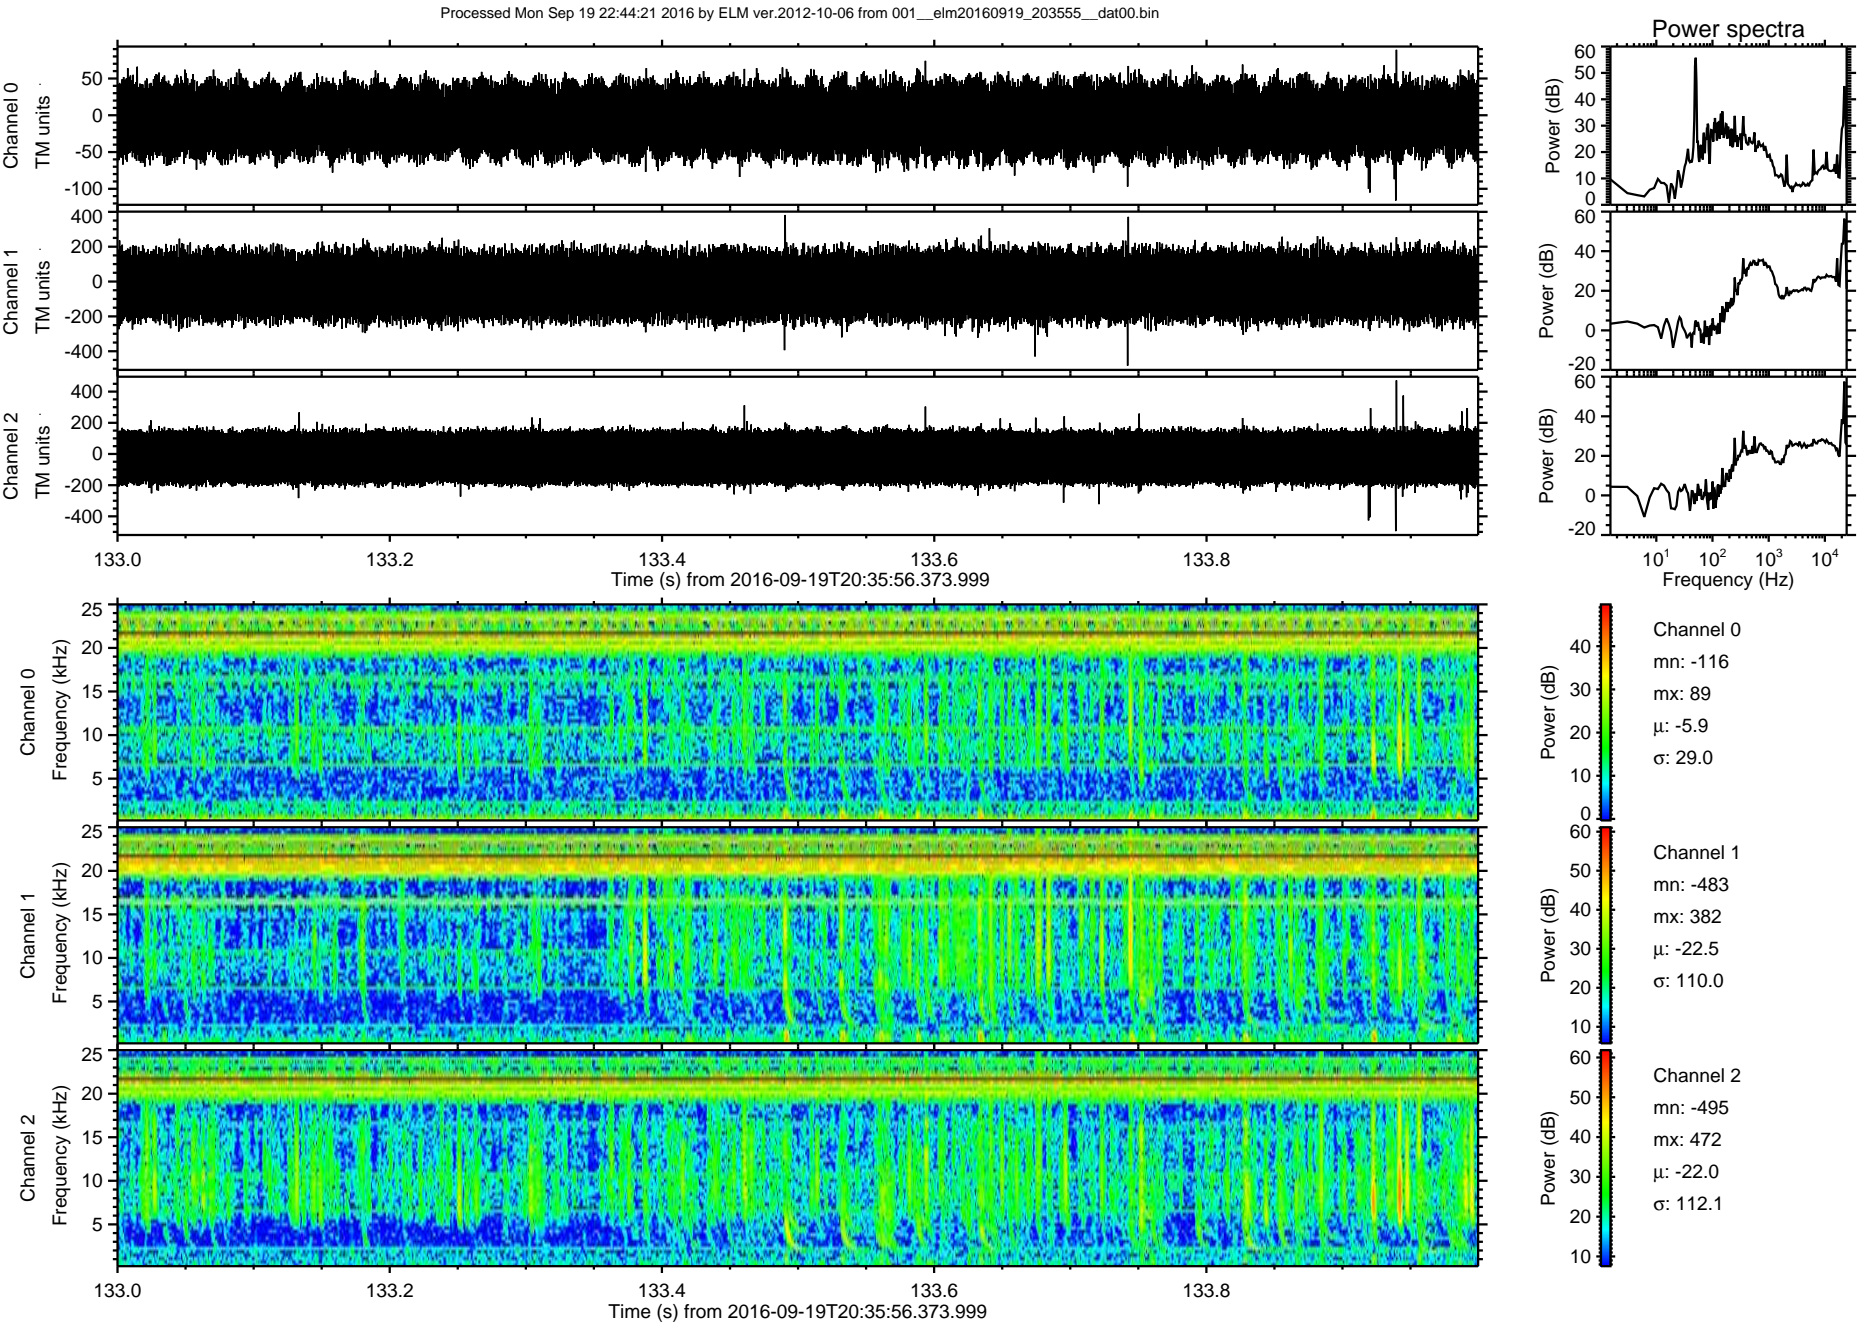 Processed Mon Sep 19 22:44:21 2016 by ELM ver.2012-10-06 from 001__elm20160919_203555__dat00.bin
Power spectra
Channel 0
TM units
50
0
-50
-100
Power (dB)
60
50
40
30
20
10
0
Channel 1
TM units
400
200
0
-200
-400
Power (dB)
60
40
20
0
-20
Channel 2
TM units
400
200
0
-200
-400
Power (dB)
60
40
20
0
-20
133.0 133.2 133.4 133.6 133.8
Time (s) from 2016-09-19T20:35:56.373.999
10¹ 10² 10³ 10⁴
Frequency (Hz)
Channel 0
Frequency (kHz)
25
20
15
10
5
Power (dB)
40
30
20
10
0
Channel 0
mn: -116
mx: 89
μ: -5.9
σ: 29.0
Channel 1
Frequency (kHz)
25
20
15
10
5
Power (dB)
60
50
40
30
20
10
Channel 1
mn: -483
mx: 382
μ: -22.5
σ: 110.0
Channel 2
Frequency (kHz)
25
20
15
10
5
Power (dB)
60
50
40
30
20
10
Channel 2
mn: -495
mx: 472
μ: -22.0
σ: 112.1
133.0 133.2 133.4 133.6 133.8
Time (s) from 2016-09-19T20:35:56.373.999